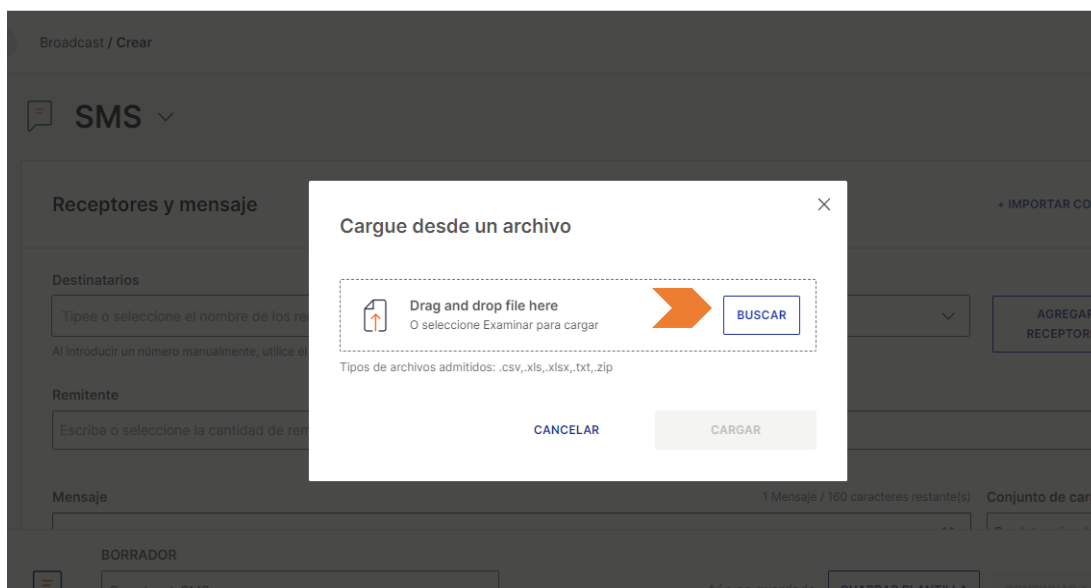 Broadcast / Crear
SMS
Receptores y mensaje
+ IMPORTAR CO
Cargue desde un archivo
Destinatarios
Tipee o seleccione el nombre de los re
Drag and drop file here
O seleccione Examinar para cargar
BUSCAR
AGREGAR
RECEPTOR
Al introducir un número manualmente, utilice el
Tipos de archivos admitidos: .csv,.xls,.xlsx,.txt,.zip
Remitente
Escriba o seleccione la cantidad de rem
CANCELAR
CARGAR
Mensaje
1 Mensaje / 160 caracteres restante(s)
Conjunto de car
BORRADOR